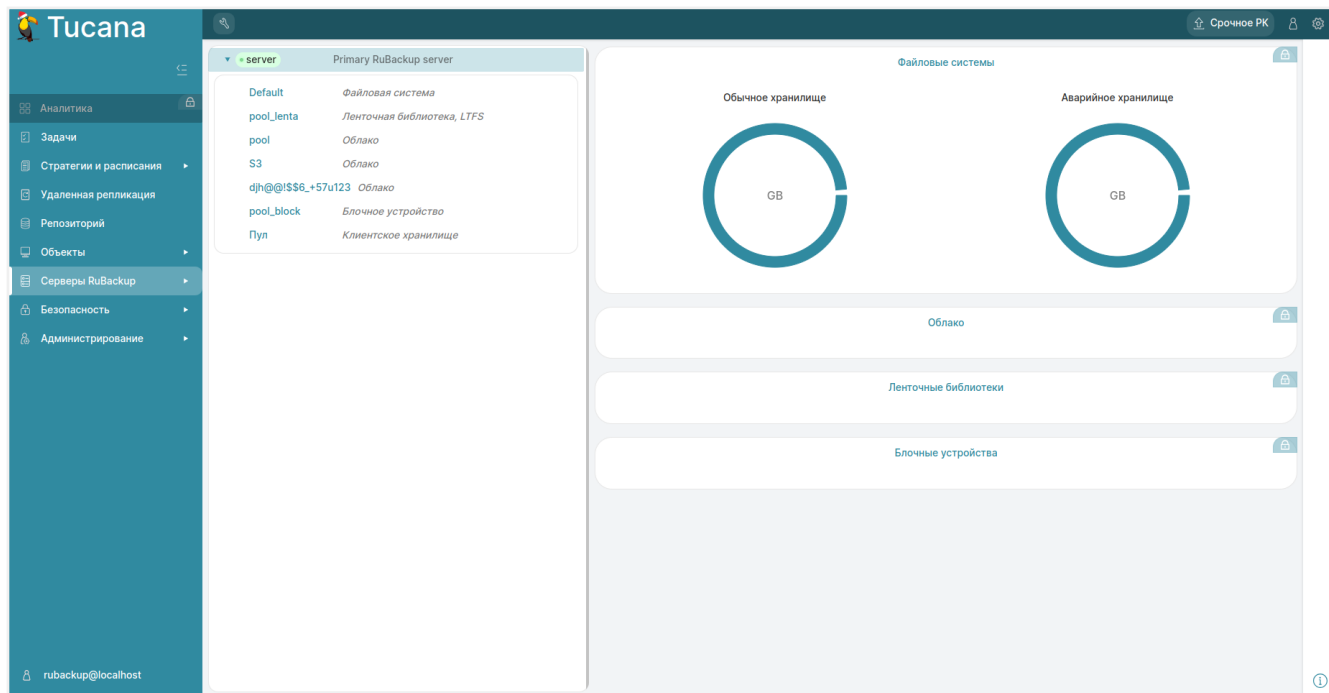 Tucana
Срочное РК
Аналитика
Задачи
Стратегии и расписания
Удаленная репликация
Репозиторий
Объекты
Серверы RuBackup
Безопасность
Администрирование
rubackup@localhost
server Primary RuBackup server
Default Файловая система
pool_lenta Ленточная библиотека, LTFS
pool Облако
S3 Облако
djh@@!$$6_+57u123 Облако
pool_block Блочное устройство
Пул Клиентское хранилище
Файловые системы
Обычное хранилище Аварийное хранилище
GB GB
Облако
Ленточные библиотеки
Блочные устройства